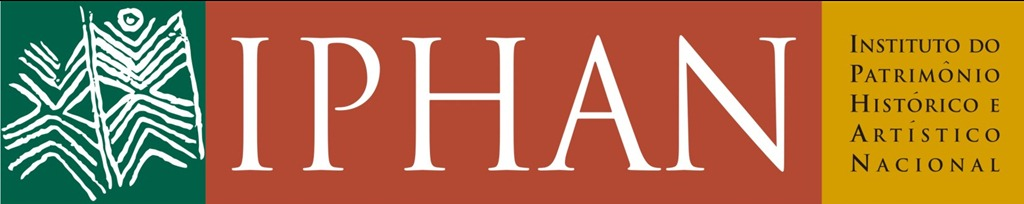 IPHAN
INSTITUTO DO
PATRIMÔNIO
HISTÓRICO E
ARTÍSTICO
NACIONAL